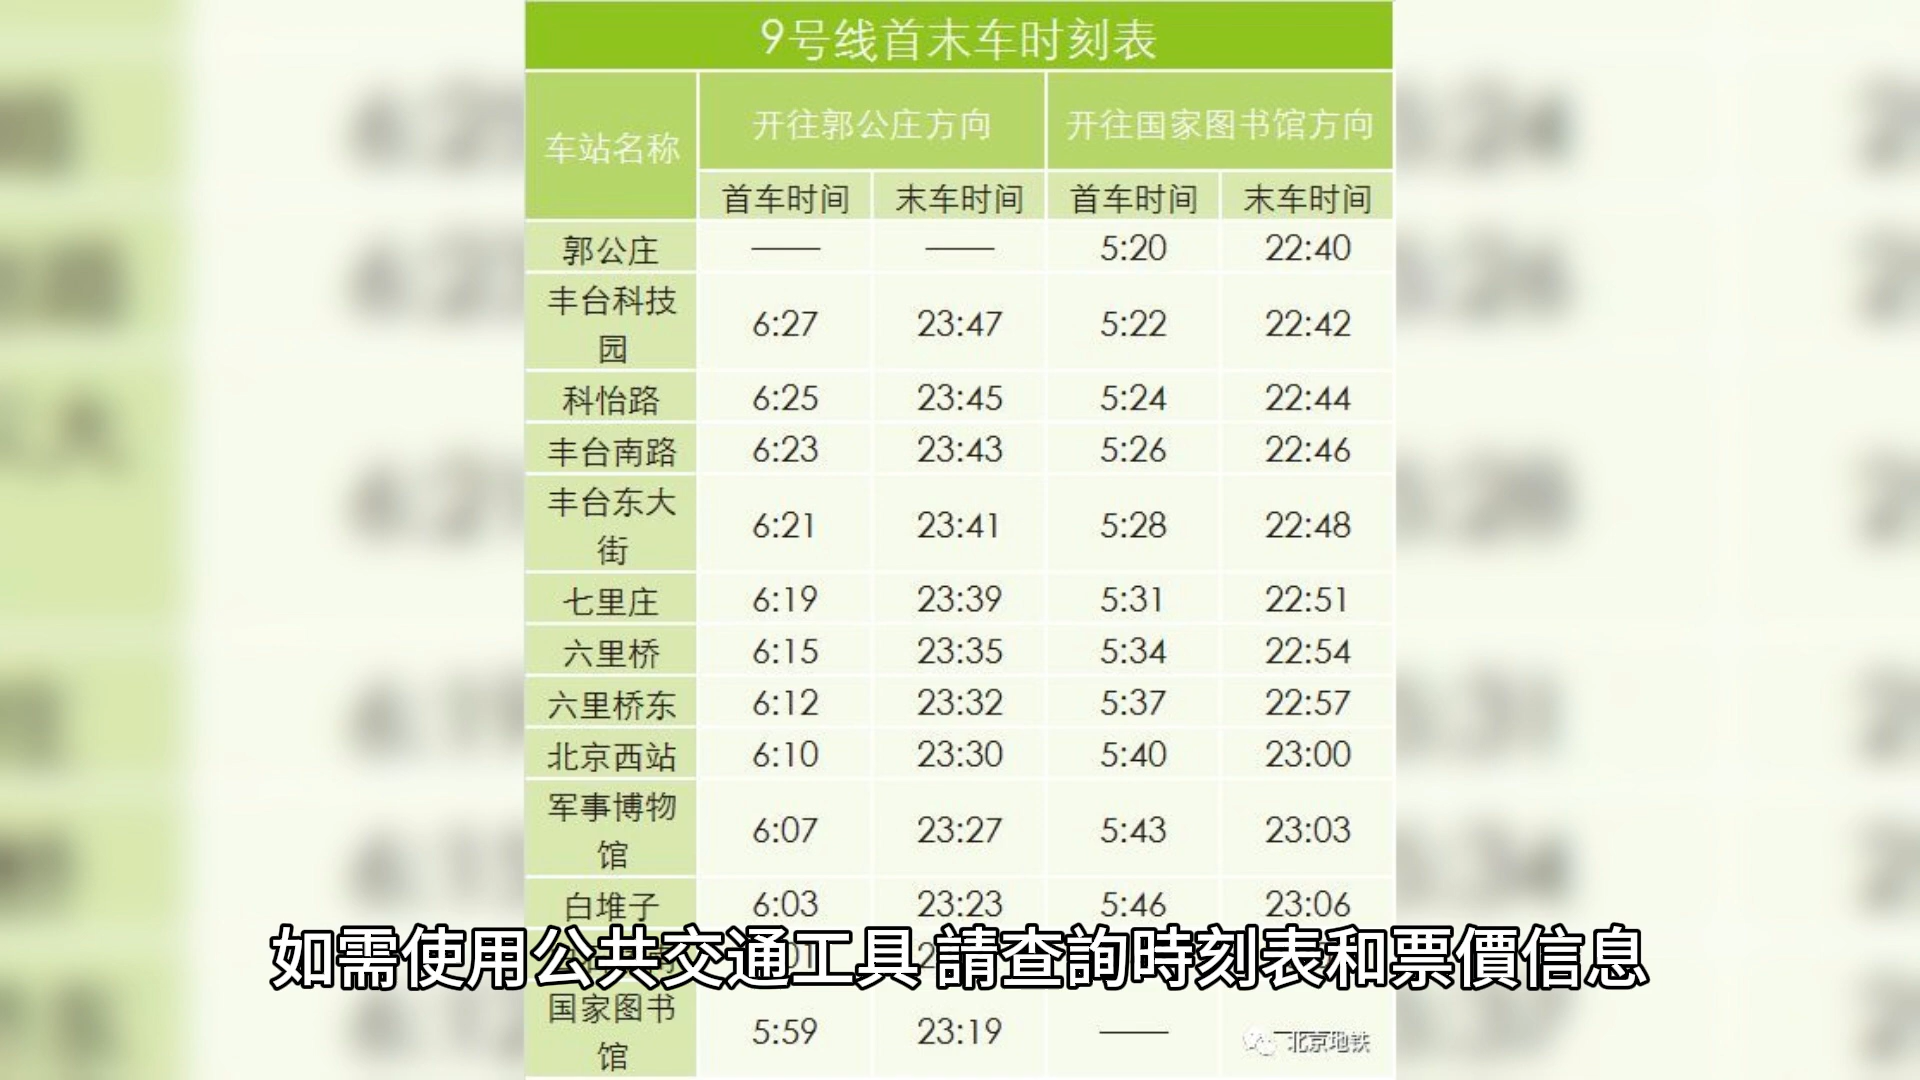 9号线首末车时刻表
车站名称 开往郭公庄方向 开往国家图书馆方向
首车时间 末车时间 首车时间 末车时间
郭公庄 —— —— 5:20 22:40
丰台科技
园 6:27 23:47 5:22 22:42
科怡路 6:25 23:45 5:24 22:44
丰台南路 6:23 23:43 5:26 22:46
丰台东大
街 6:21 23:41 5:28 22:48
七里庄 6:19 23:39 5:31 22:51
六里桥 6:15 23:35 5:34 22:54
六里桥东 6:12 23:32 5:37 22:57
北京西站 6:10 23:30 5:40 23:00
军事博物
馆 6:07 23:27 5:43 23:03
白堆子 6:03 23:23 5:46 23:06
如需使用公共交通工具 請查詢時刻表和票價信息
国家图书
馆 5:59 23:19 ——
北京地铁